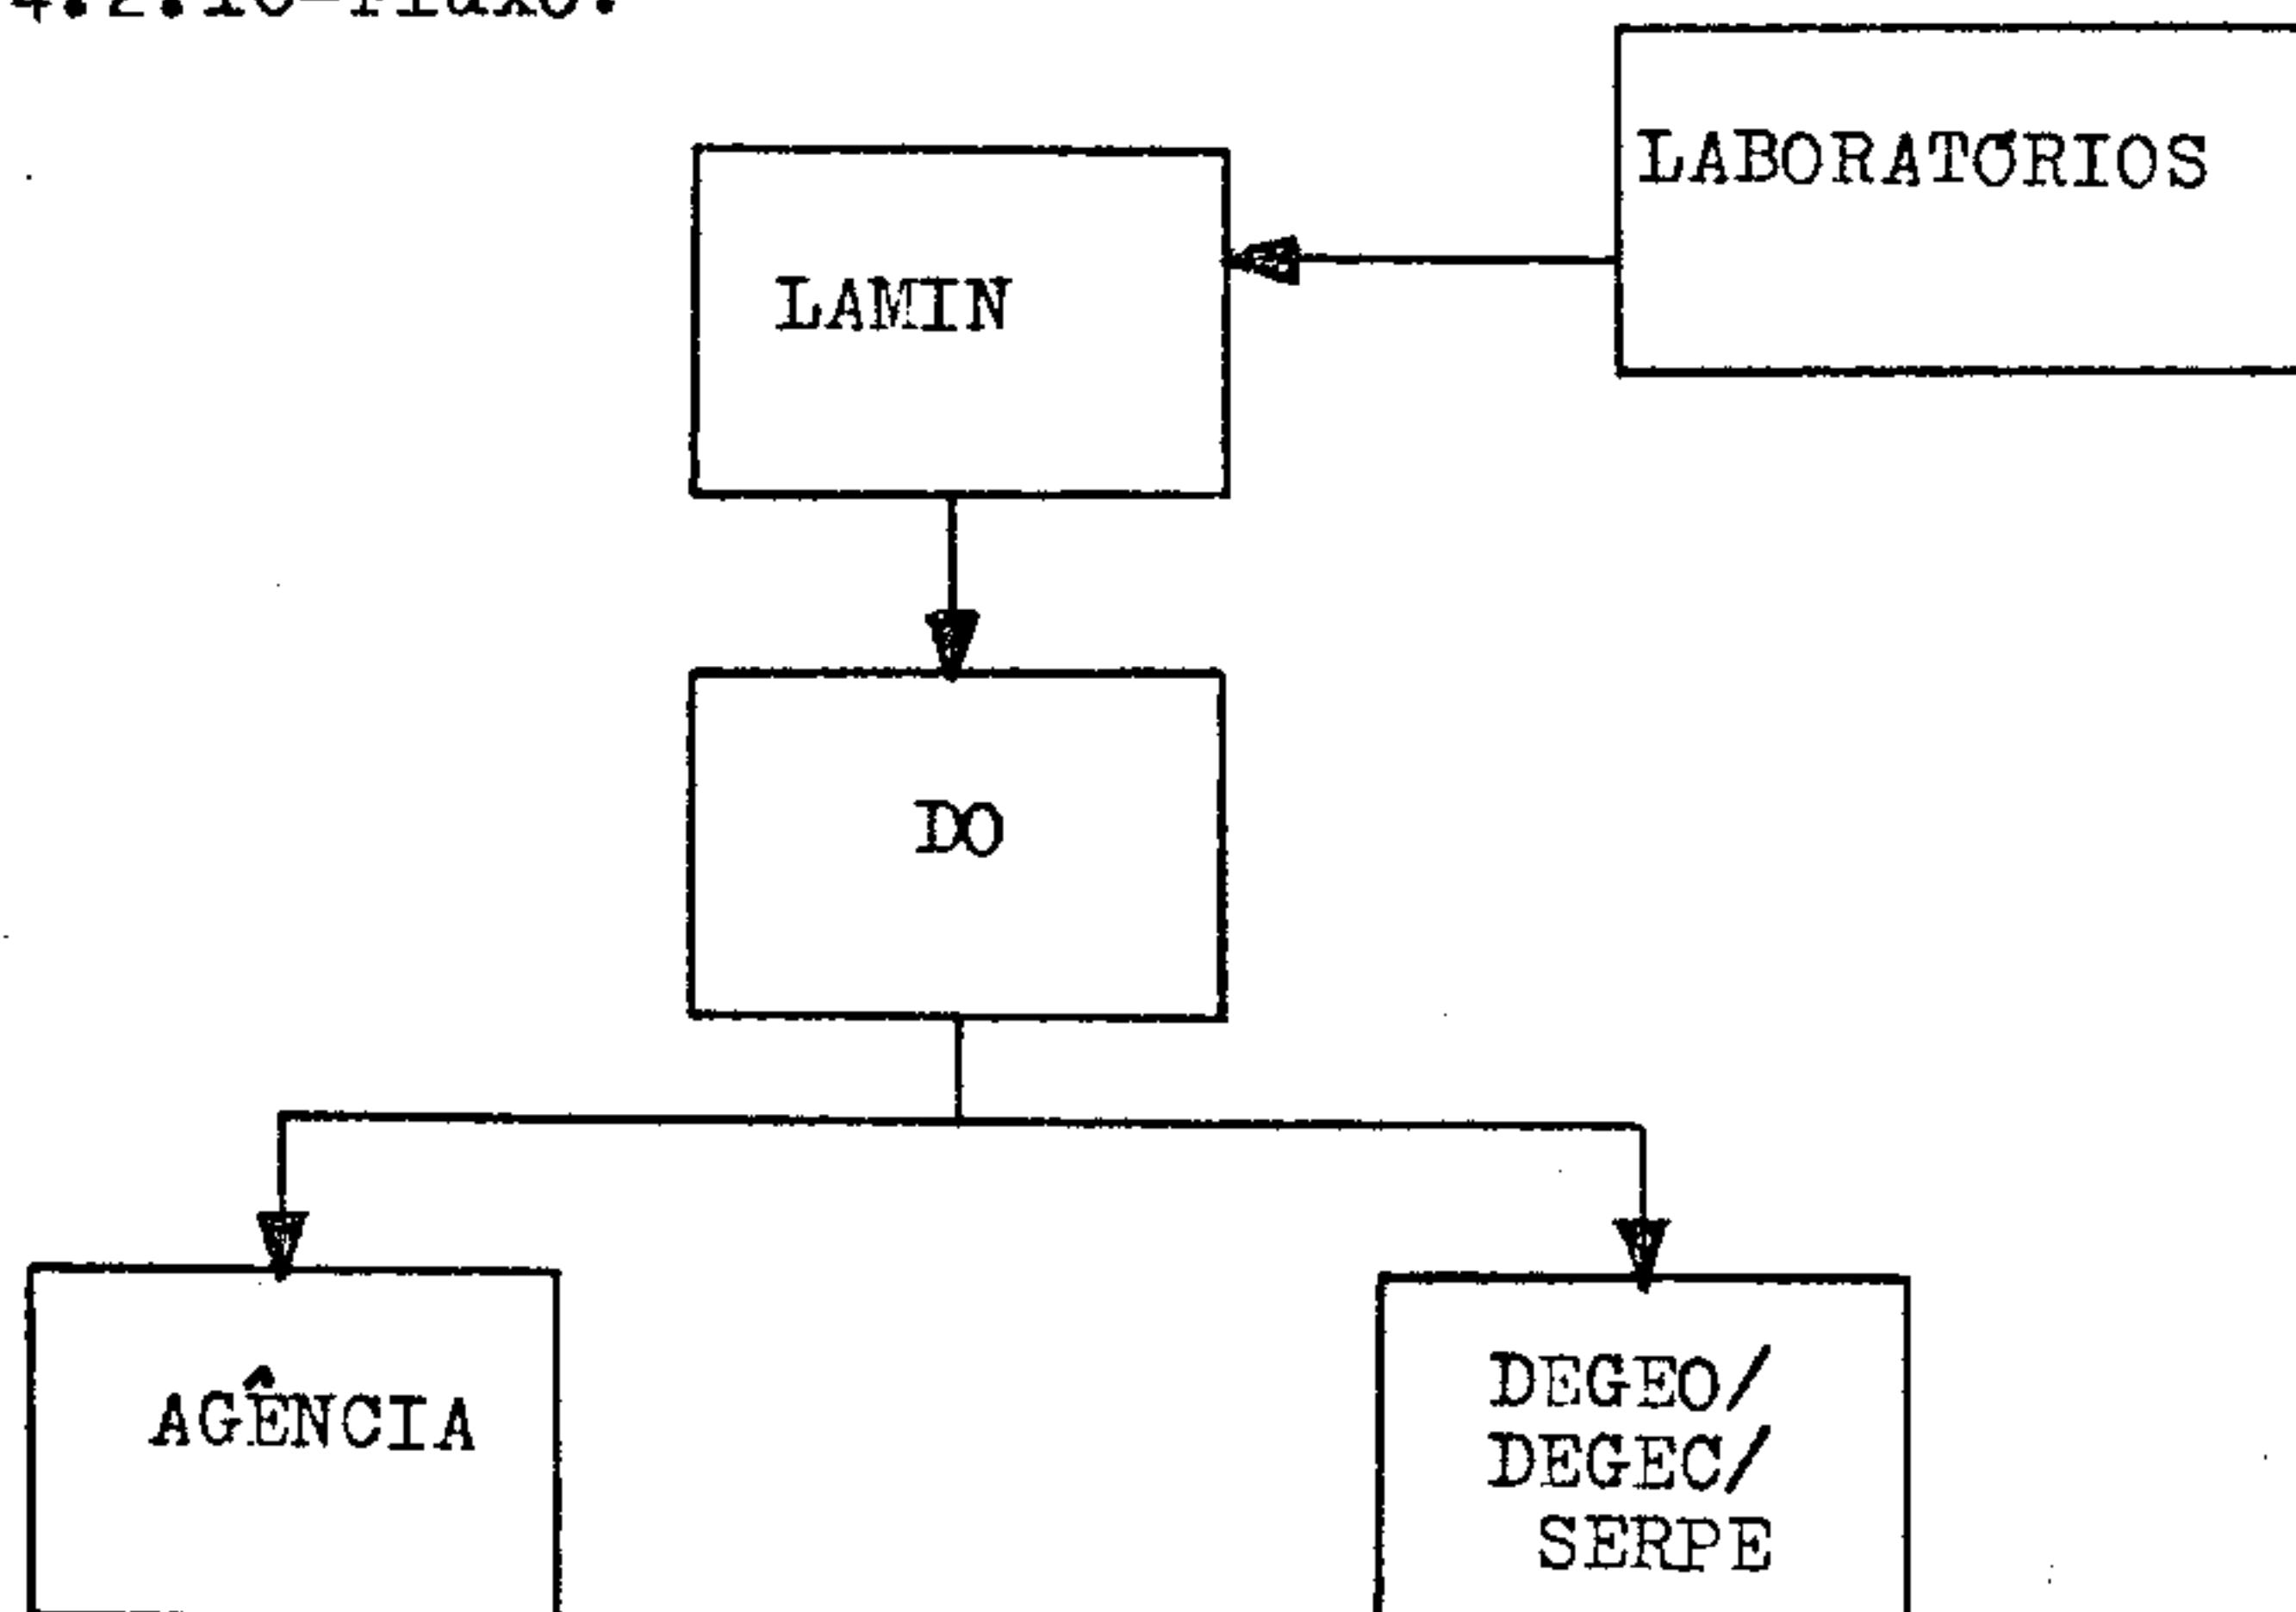 LABORATÓRIOS
LAMIN
DO
AGÊNCIA
DEGEO/
DEGEC/
SERPE